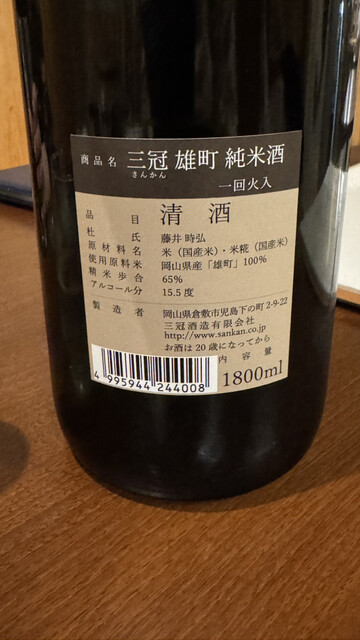 商品名 三冠 雄町 純米酒
さんかん
一回火入
品目 清酒
杜氏 藤井 時弘
原材料名 米（国産米）・米糀（国産米）
使用原料米 岡山県産「雄町」100%
精米歩合 65%
アルコール分 15.5度
製造者 岡山県倉敷市児島下の町2-9-22
三冠酒造有限会社
http://www.sankan.co.jp
お酒は20歳になってから
内容量
1800ml
4 995944 244008